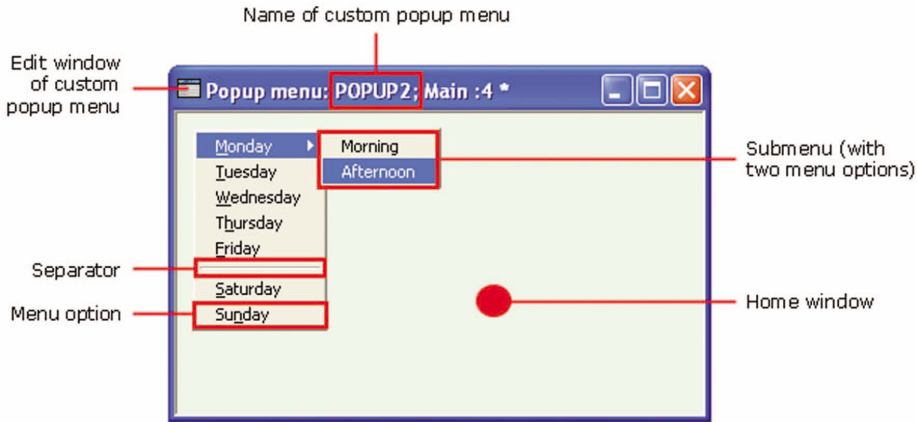 Name of custom popup menu
Edit window
of custom
popup menu
Popup menu: POPUP2; Main :4 *
Monday
Morning
Tuesday
Afternoon
Wednesday
Thursday
Friday
Saturday
Sunday
Submenu (with
two menu options)
Separator
Menu option
Home window